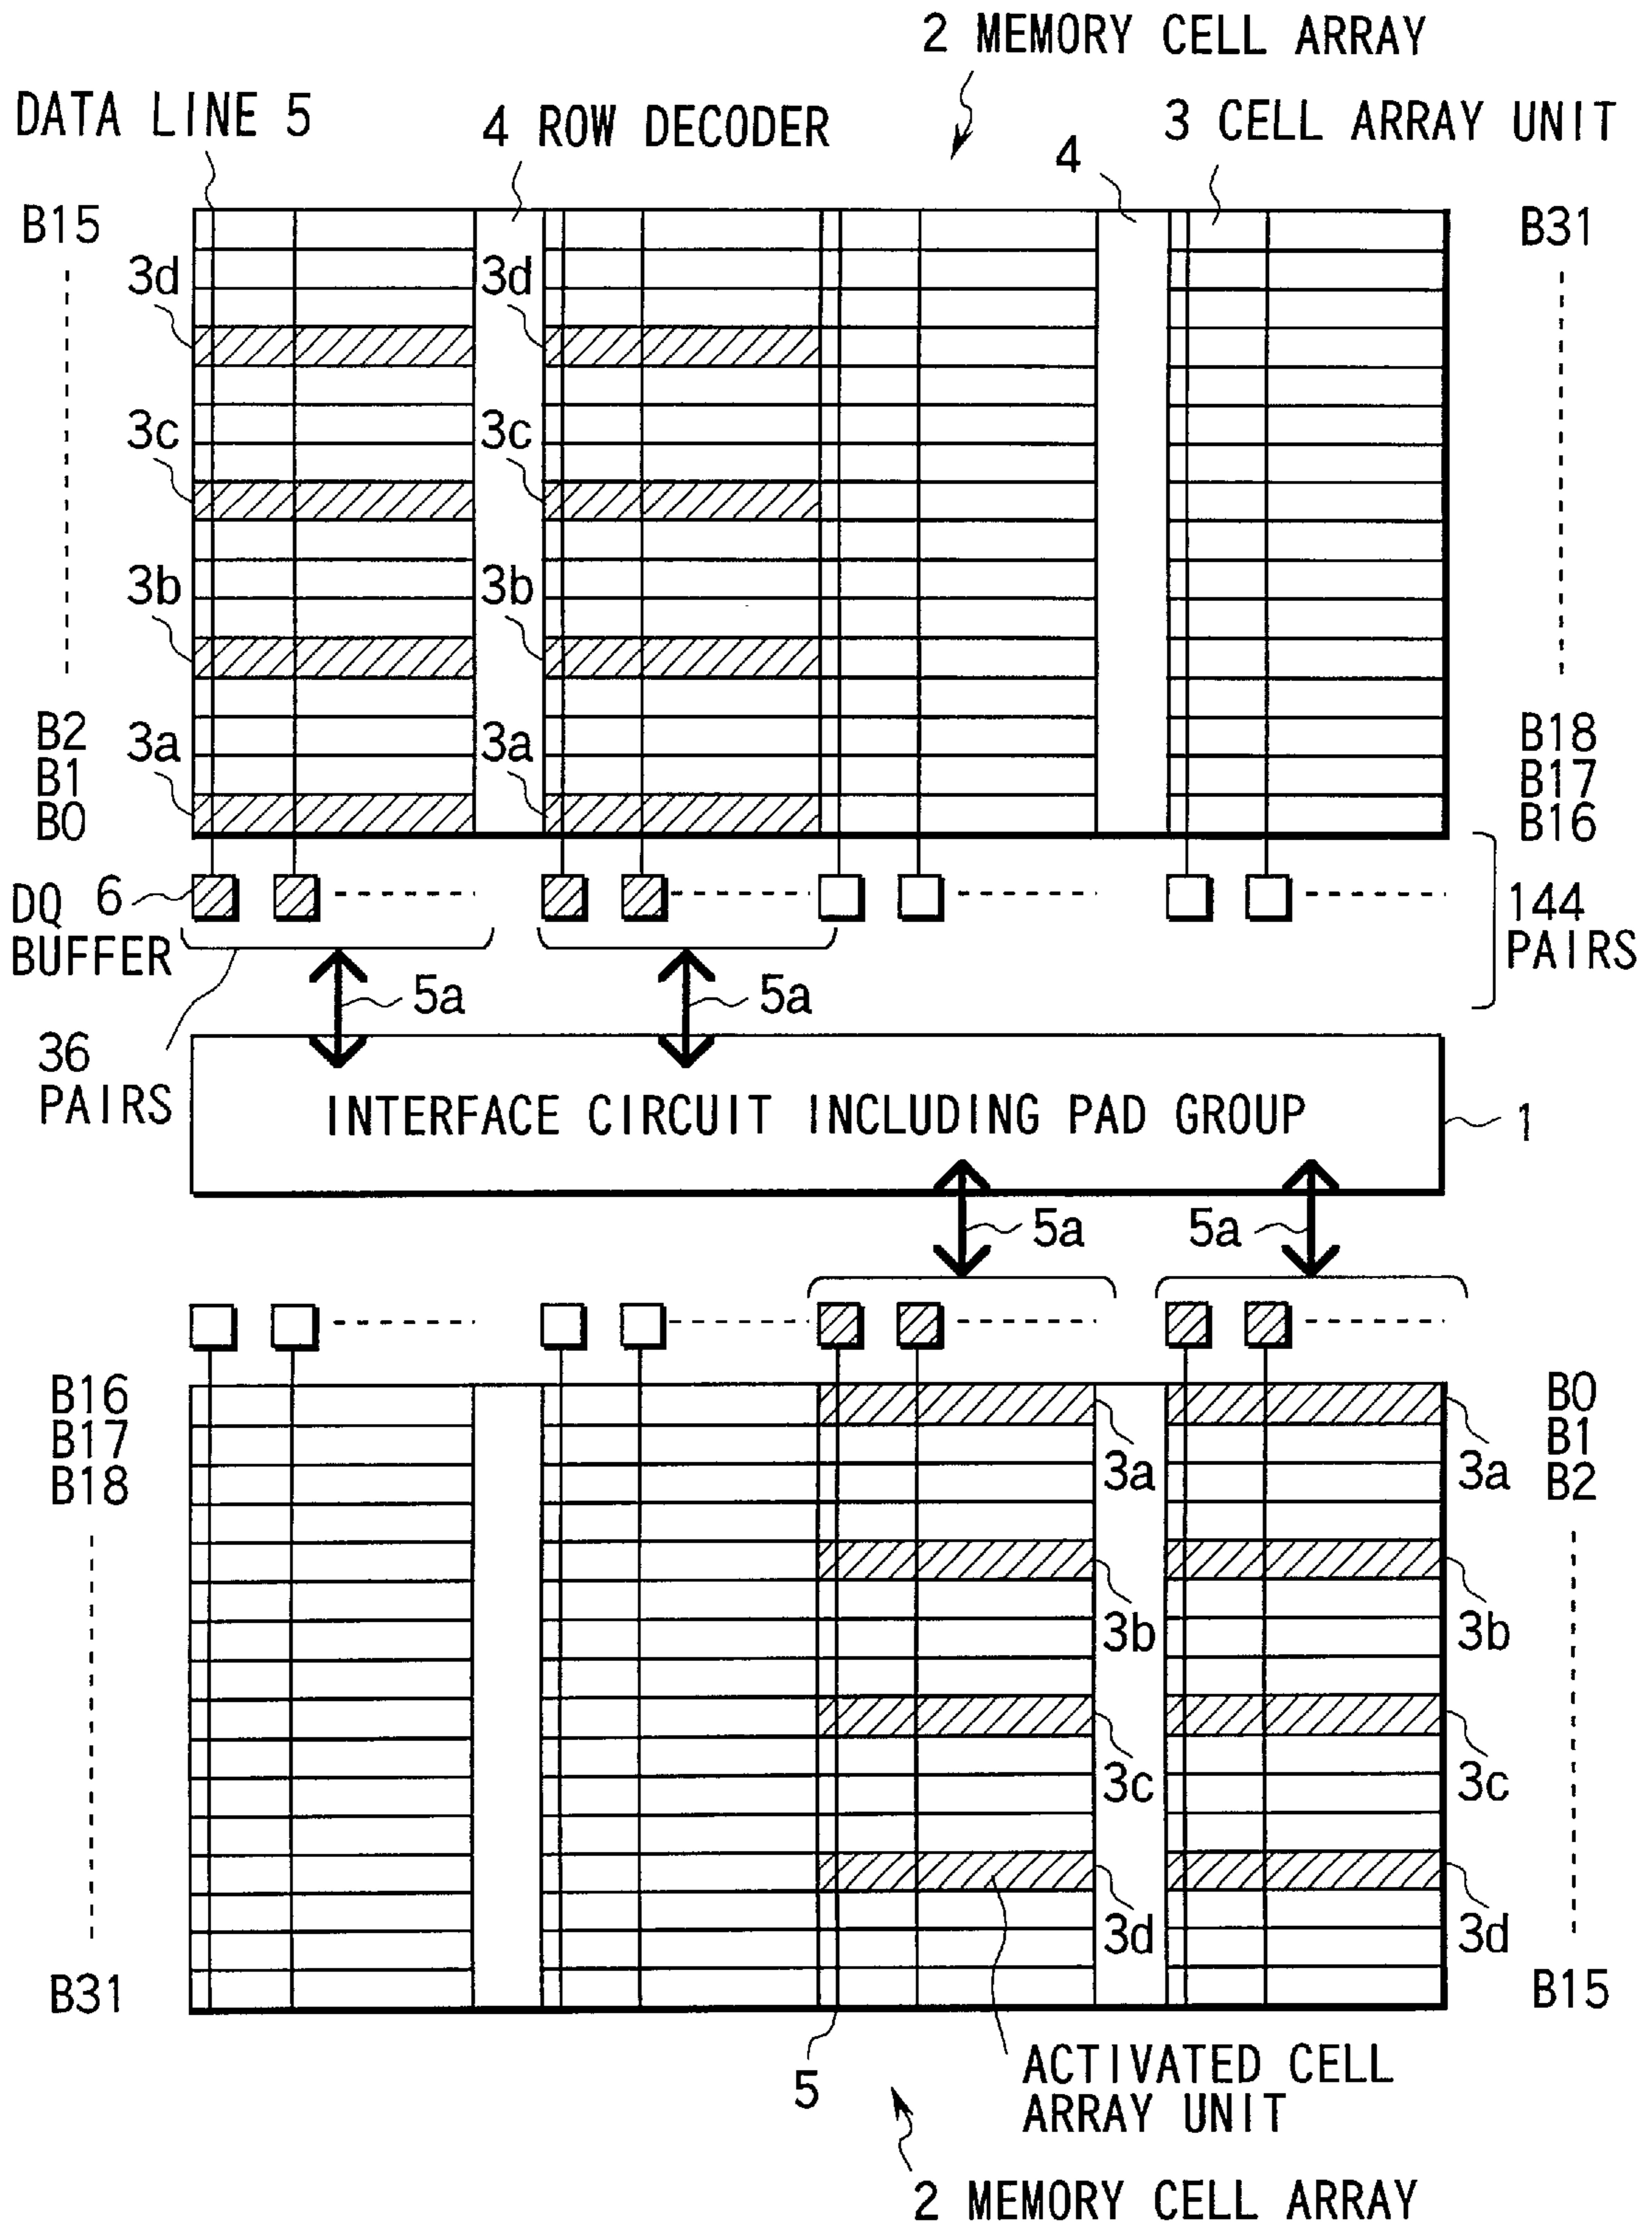 2 MEMORY CELL ARRAY
DATA LINE 5
4 ROW DECODER
4
3 CELL ARRAY UNIT
B15
B31
3d
3d
3c
3c
3b
3b
B2
3a
3a
B18
B1
B17
B0
B16
DQ 6
BUFFER
144
PAIRS
5a
5a
36
PAIRS
INTERFACE CIRCUIT INCLUDING PAD GROUP
1
5a
5a
B16
B0
B17
B1
B18
3a
3a
B2
3b
3b
3c
3c
3d
3d
B31
B15
5
ACTIVATED CELL
ARRAY UNIT
2 MEMORY CELL ARRAY